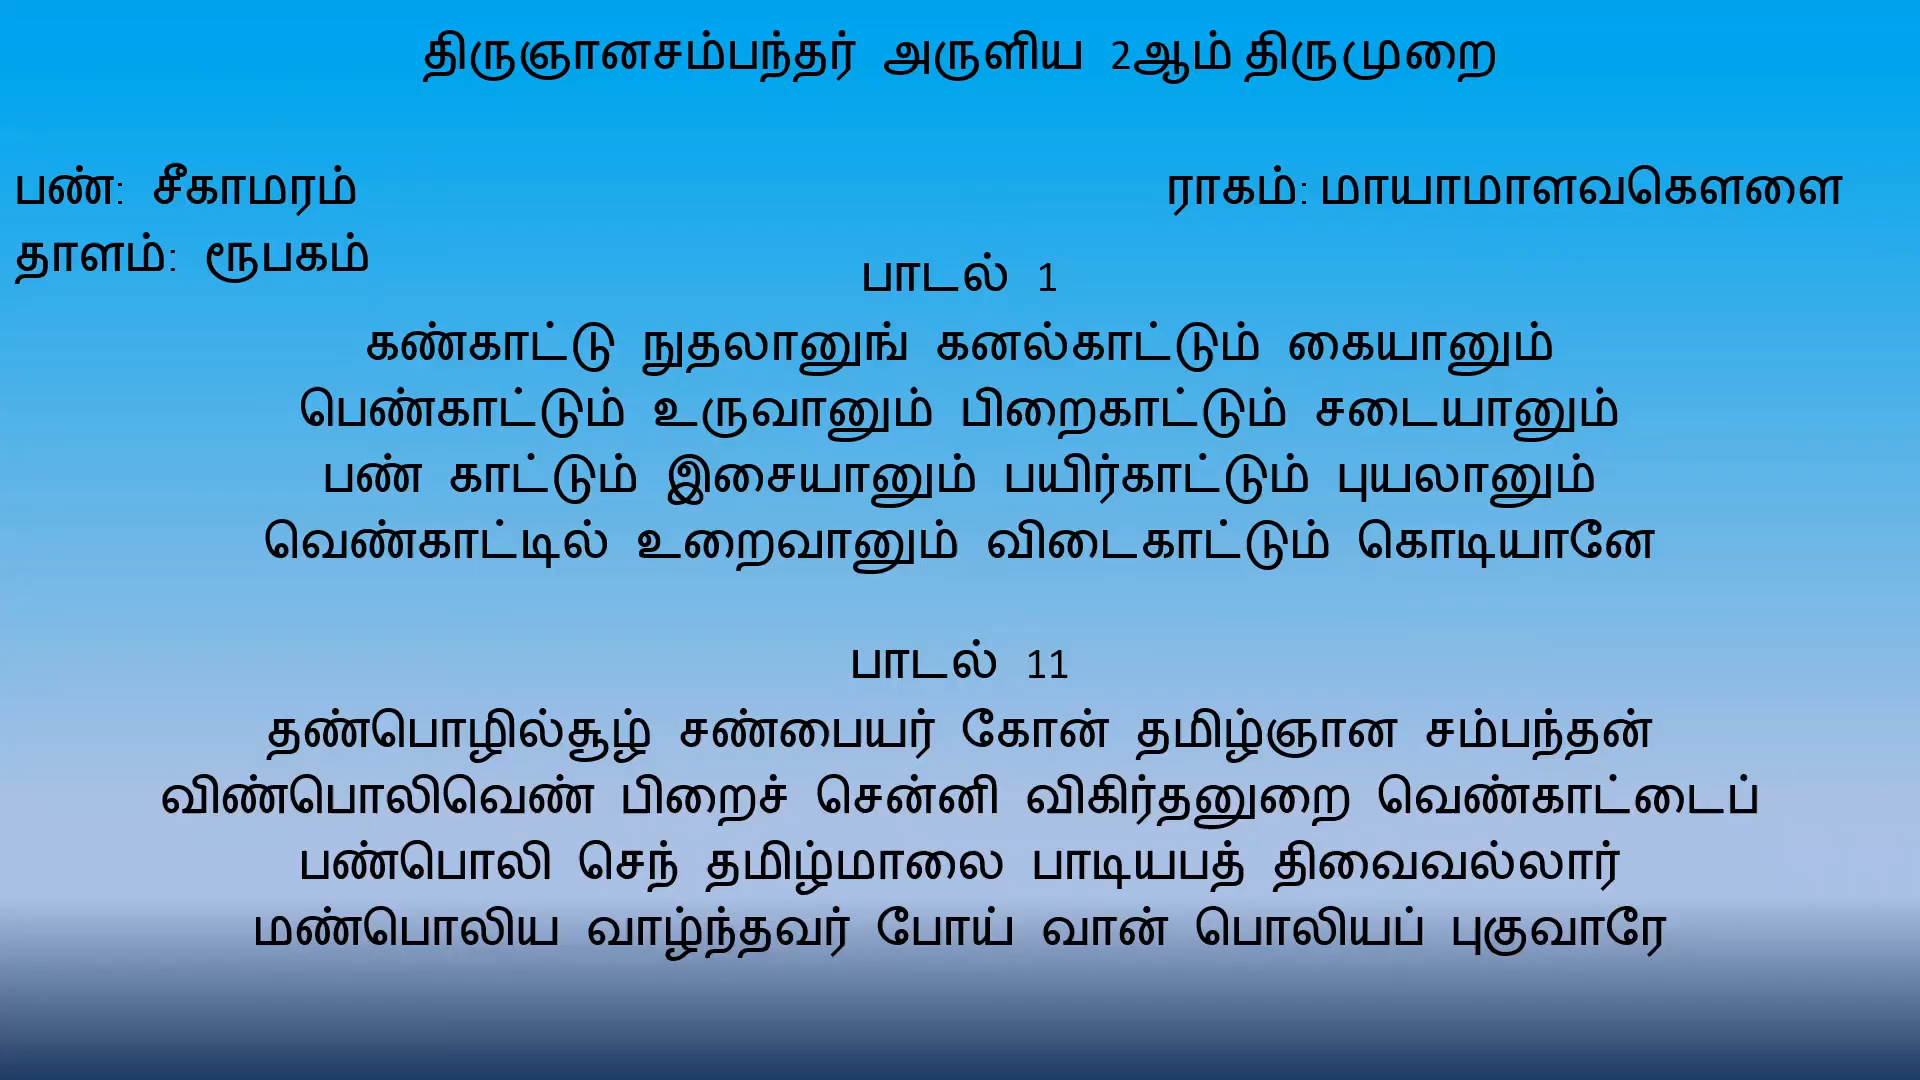 திருஞானசம்பந்தர் அருளிய 2ஆம் திருமுறை
பண்: சீகாமரம்
ராகம்: மாயாமாளவகௌளை
தாளம்: ரூபகம்
பாடல் 1
கண்காட்டு நுதலானுங் கனல்காட்டும் கையானும்
பெண்காட்டும் உருவானும் பிறைகாட்டும் சடையானும்
பண் காட்டும் இசையானும் பயிர்காட்டும் புயலானும்
வெண்காட்டில் உறைவானும் விடைகாட்டும் கொடியானே
பாடல் 11
தண்பொழில்சூழ் சண்பையர் கோன் தமிழ்ஞான சம்பந்தன்
விண்பொலிவெண் பிறைச் சென்னி விகிர்தனுறை வெண்காட்டைப்
பண்பொலி செந் தமிழ்மாலை பாடியபத் திவைவல்லார்
மண்பொலிய வாழ்ந்தவர் போய் வான் பொலியப் புகுவாரே